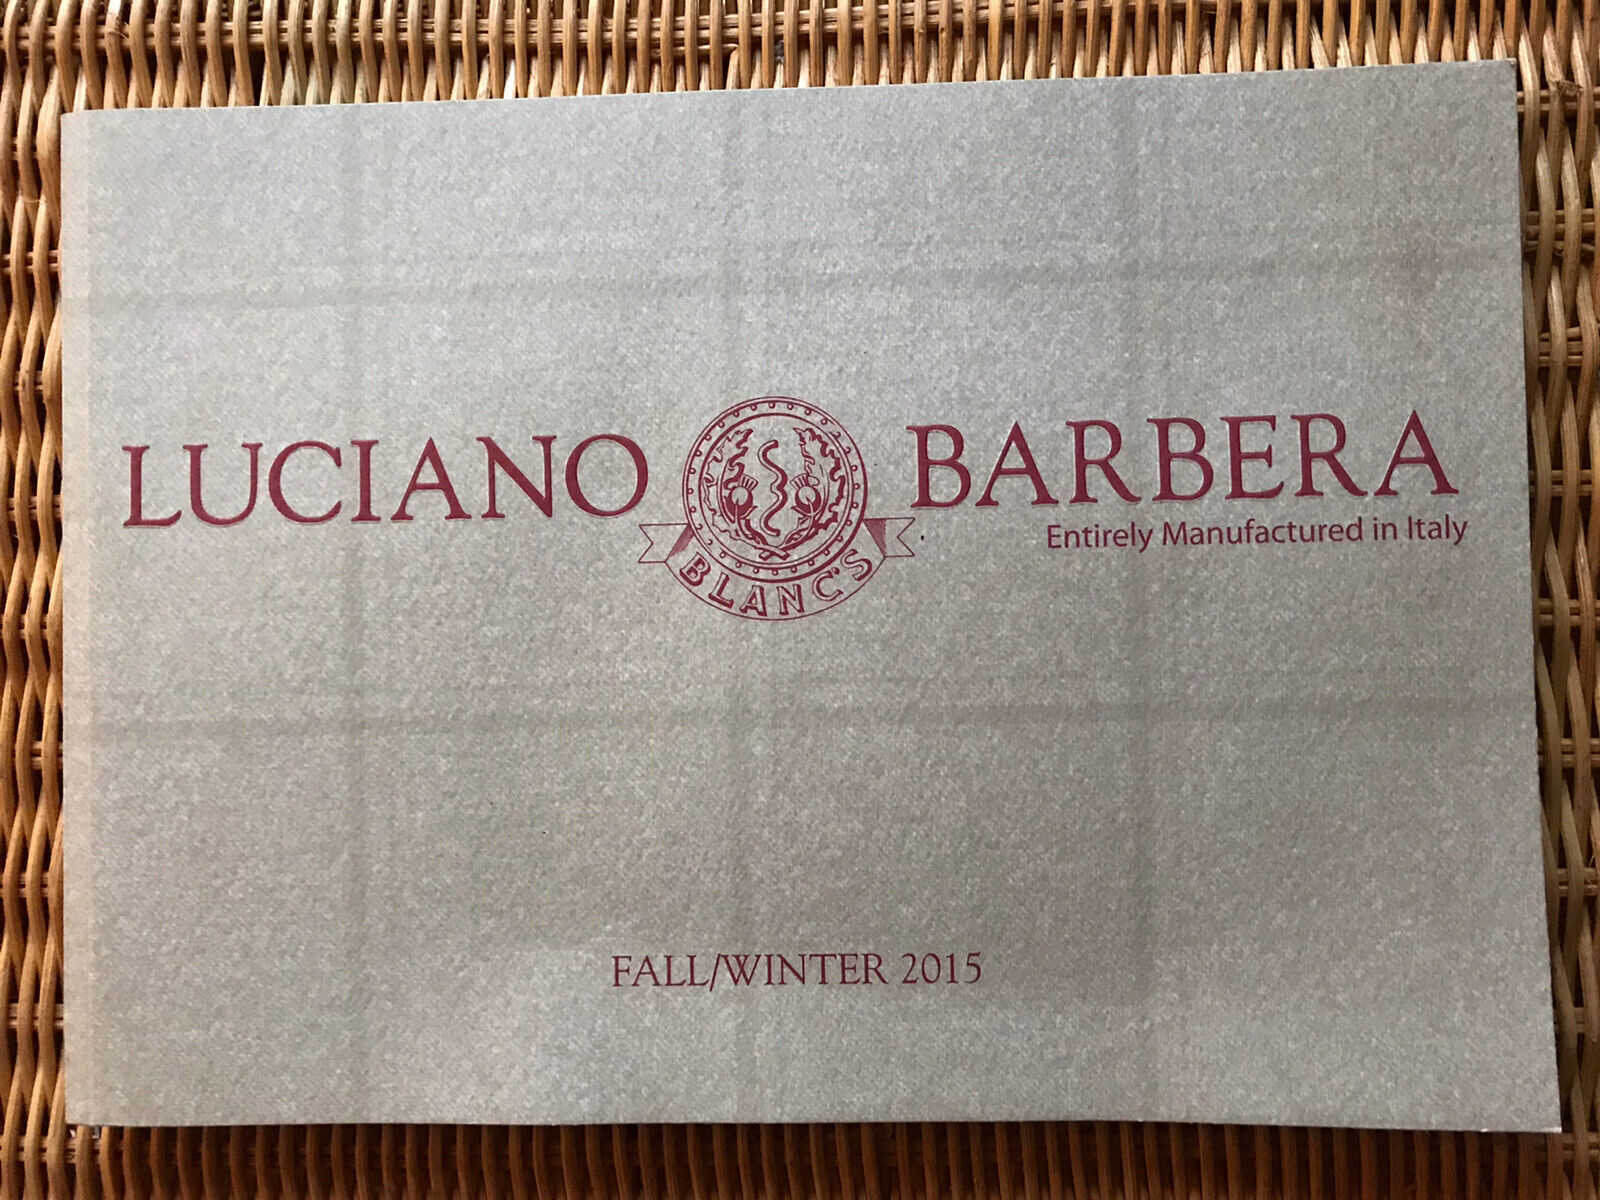 LUCIANO BARBERA
Entirely Manufactured in Italy
BLANC'S
FALL/WINTER 2015